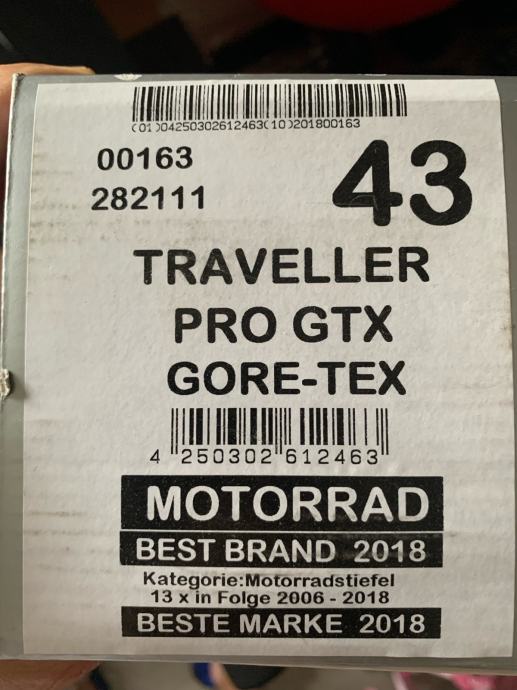 (01)04250302612463(10)201800163
00163
43
282111
TRAVELLER
PRO GTX
GORE-TEX
4 250302 612463
MOTORRAD
BEST BRAND 2018
Kategorie:Motorradstiefel
13 x in Folge 2006 - 2018
BESTE MARKE 2018